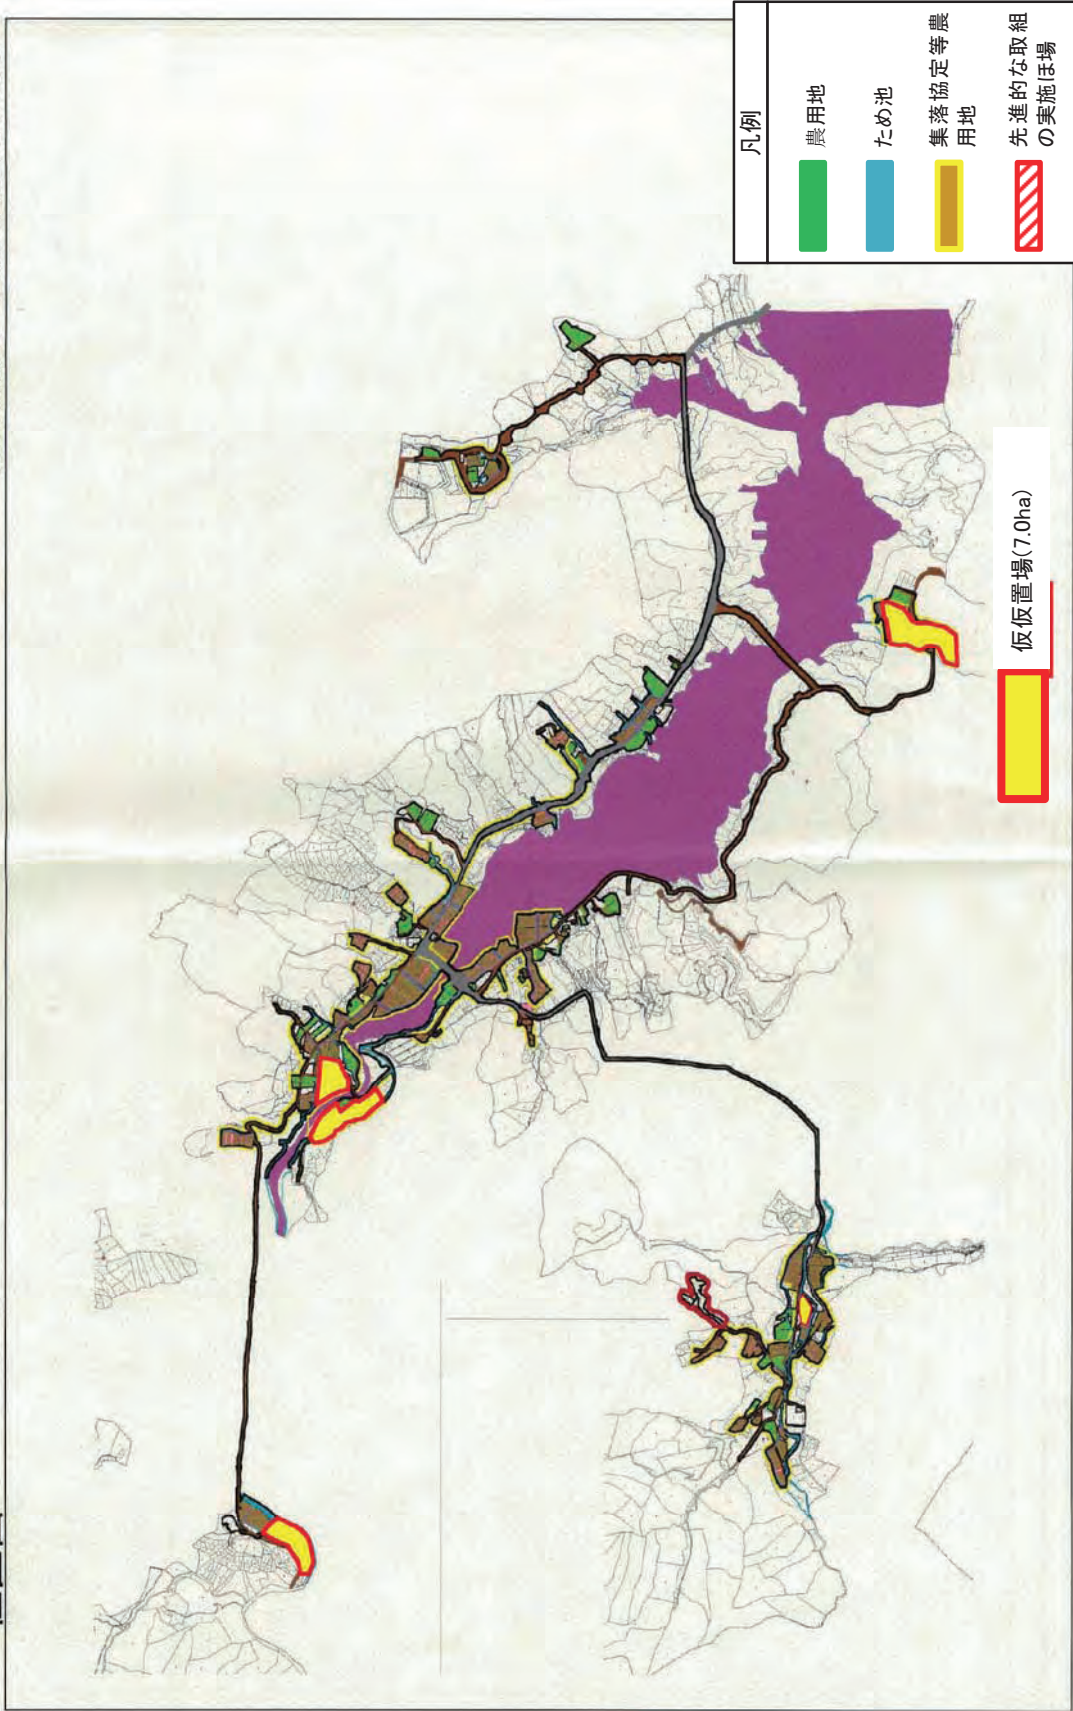 凡例
農用地
ため池
集落協定等農
用地
先進的な取組
の実施ほ場
仮仮置場(7.0ha)